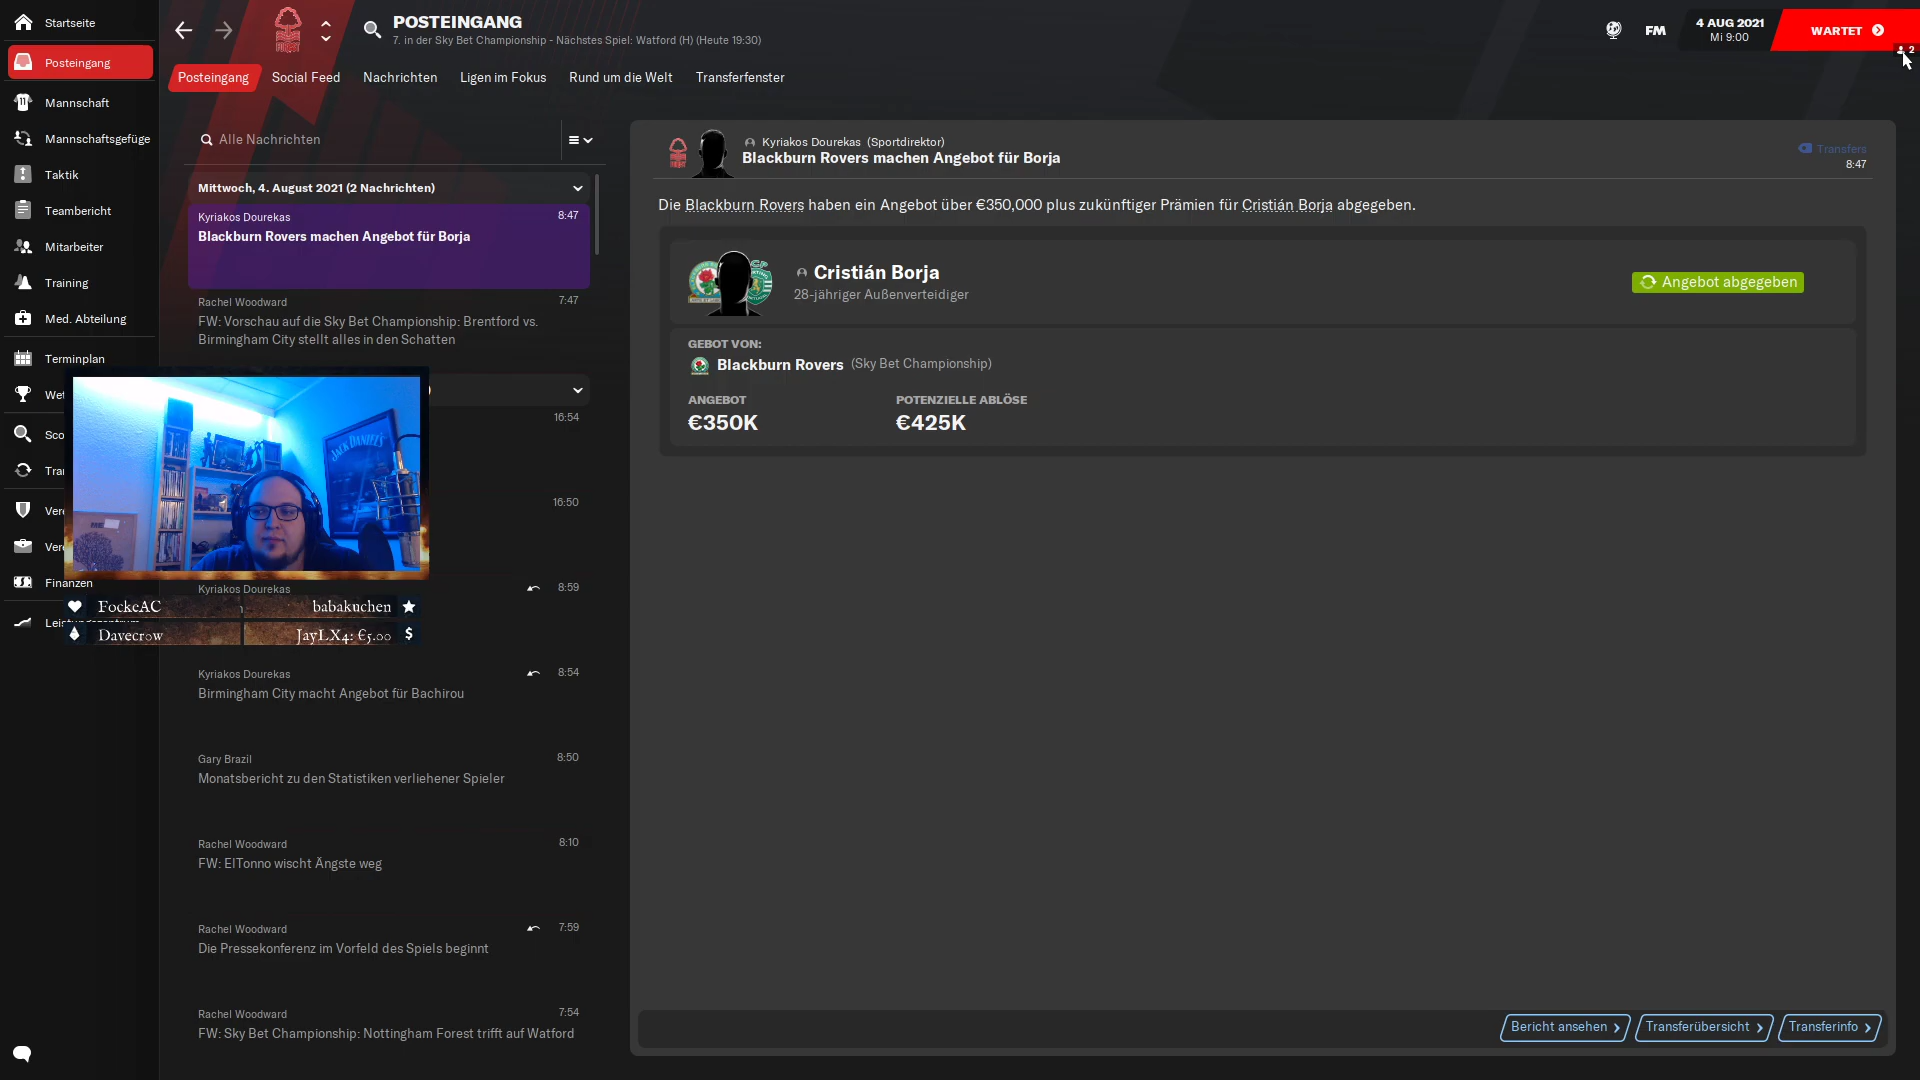 Startseite
Posteingang
Mannschaft
Mannschaftsgefüge
Taktik
Teambericht
Mitarbeiter
Training
Med. Abteilung
Terminplan
Finanzen
POSTEINGANG
7. in der Sky Bet Championship - Nächstes Spiel: Watford (H) (Heute 19:30)
FM
4 AUG 2021
Mi 9:00
WARTET
2
Posteingang
Social Feed
Nachrichten
Ligen im Fokus
Rund um die Welt
Transferfenster
Alle Nachrichten
Mittwoch, 4. August 2021 (2 Nachrichten)
Kyriakos Dourekas 8:47
Blackburn Rovers machen Angebot für Borja
Rachel Woodward 7:47
FW: Vorschau auf die Sky Bet Championship: Brentford vs.
Birmingham City stellt alles in den Schatten
16:54
16:50
JACK DANIEL'S
Kyriakos Dourekas 8:59
FockeAC
babakuchen
Davecrow
JayLX4: €5.00 $
Kyriakos Dourekas 8:54
Birmingham City macht Angebot für Bachirou
Gary Brazil 8:50
Monatsbericht zu den Statistiken verliehener Spieler
Rachel Woodward 8:10
FW: ElTonno wischt Ängste weg
Rachel Woodward 7:59
Die Pressekonferenz im Vorfeld des Spiels beginnt
Rachel Woodward 7:54
FW: Sky Bet Championship: Nottingham Forest trifft auf Watford
Kyriakos Dourekas (Sportdirektor)
Blackburn Rovers machen Angebot für Borja
Transfers
8:47
Die Blackburn Rovers haben ein Angebot über €350,000 plus zukünftiger Prämien für Cristián Borja abgegeben.
Cristián Borja
28-jähriger Außenverteidiger
Angebot abgegeben
GEBOT VON:
Blackburn Rovers (Sky Bet Championship)
ANGEBOT
€350K
POTENZIELLE ABLÖSE
€425K
Bericht ansehen
Transferübersicht
Transferinfo